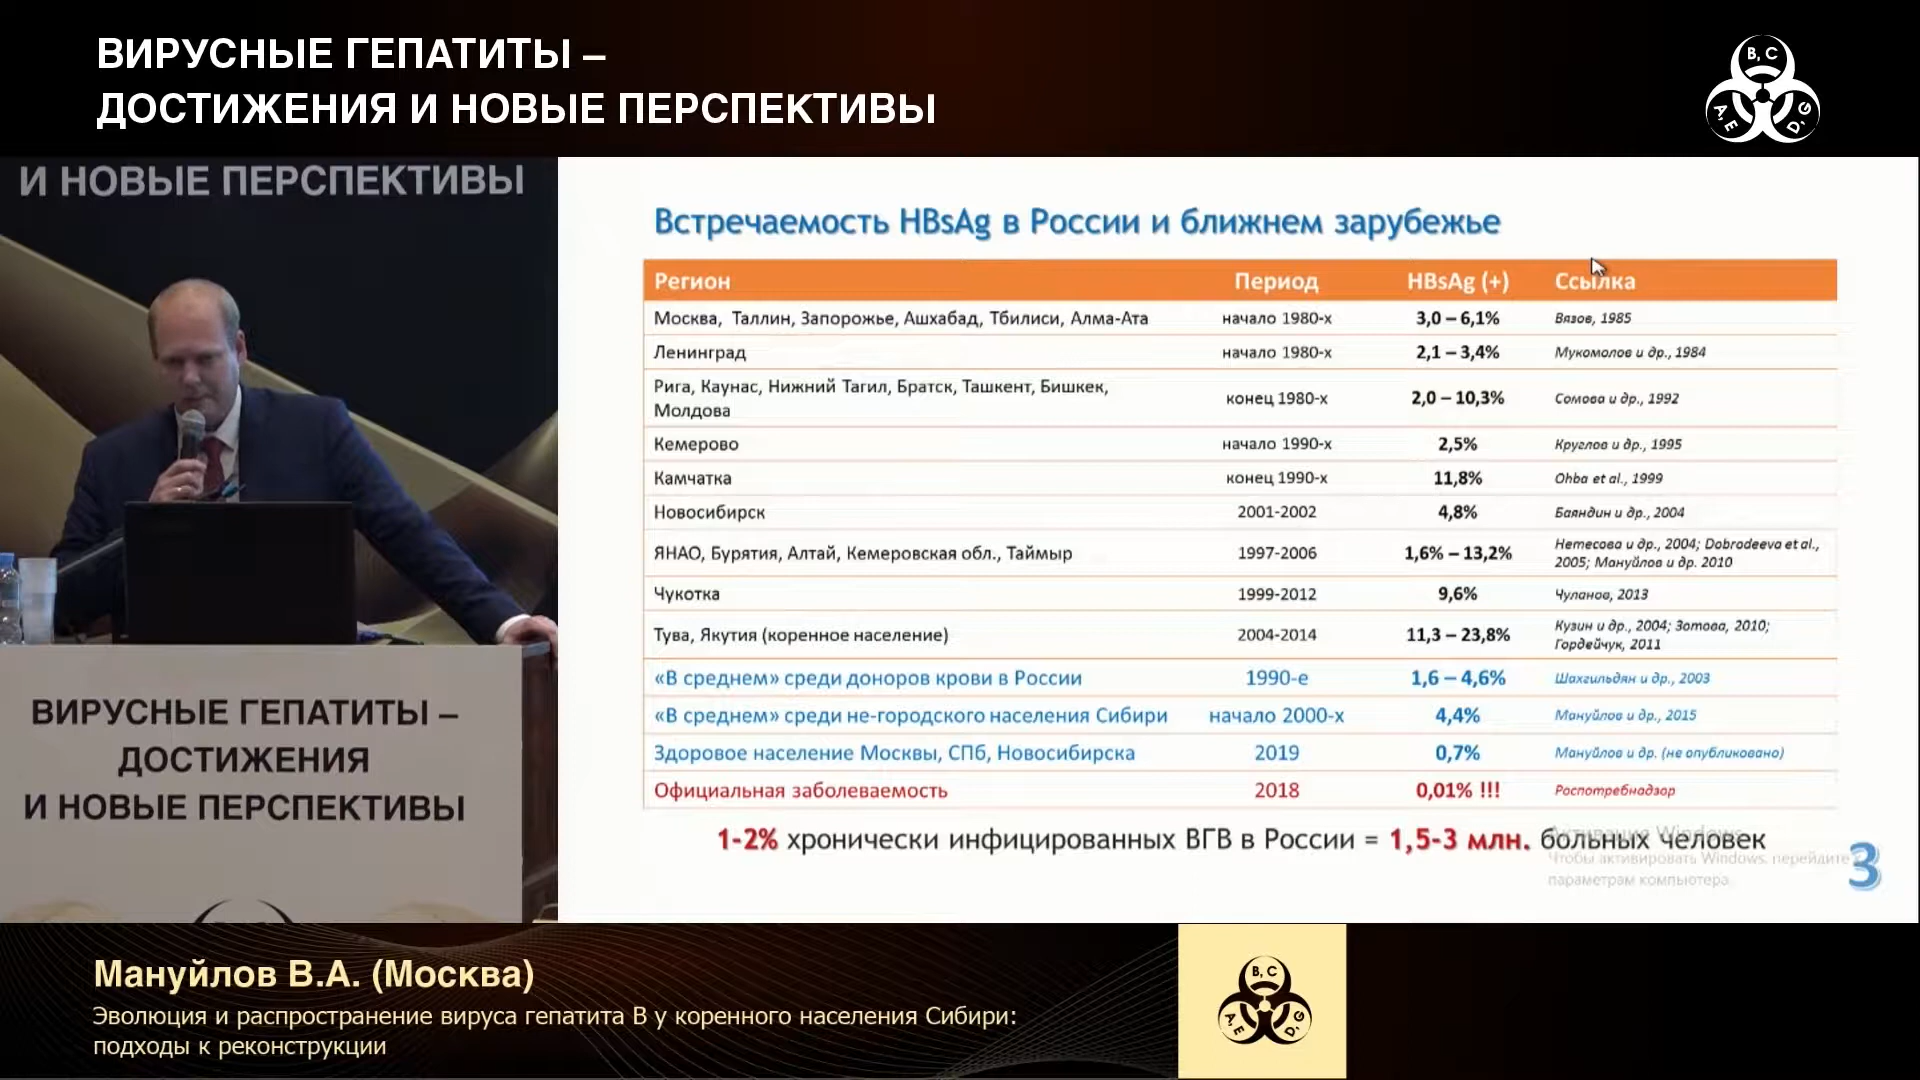 ВИРУСНЫЕ ГЕПАТИТЫ –
ДОСТИЖЕНИЯ И НОВЫЕ ПЕРСПЕКТИВЫ
B, C
A, E
D, G
И НОВЫЕ ПЕРСПЕКТИВЫ
ВИРУСНЫЕ ГЕПАТИТЫ –
ДОСТИЖЕНИЯ
И НОВЫЕ ПЕРСПЕКТИВЫ
Встречаемость HBsAg в России и ближнем зарубежье
Регион Период HBsAg (+) Ссылка
Москва, Таллин, Запорожье, Ашхабад, Тбилиси, Алма-Ата начало 1980-х 3,0 – 6,1% Вязов, 1985
Ленинград начало 1980-х 2,1 – 3,4% Мукомолов и др., 1984
Рига, Каунас, Нижний Тагил, Братск, Ташкент, Бишкек,
Молдова конец 1980-х 2,0 – 10,3% Сомова и др., 1992
Кемерово начало 1990-х 2,5% Круглов и др., 1995
Камчатка конец 1990-х 11,8% Ohba et al., 1999
Новосибирск 2001-2002 4,8% Баяндин и др., 2004
ЯНАО, Бурятия, Алтай, Кемеровская обл., Таймыр 1997-2006 1,6% – 13,2% Нетесова и др., 2004; Dobrodeeva et al.,
2005; Мануйлов и др. 2010
Чукотка 1999-2012 9,6% Чуланов, 2013
Тува, Якутия (коренное население) 2004-2014 11,3 – 23,8% Кузин и др., 2004; Зотова, 2010;
Гордейчук, 2011
«В среднем» среди доноров крови в России 1990-е 1,6 – 4,6% Шахгильдян и др., 2003
«В среднем» среди не-городского населения Сибири начало 2000-х 4,4% Мануйлов и др., 2015
Здоровое население Москвы, СПб, Новосибирска 2019 0,7% Мануйлов и др. (не опубликовано)
Официальная заболеваемость 2018 0,01% !!! Роспотребнадзор
1-2% хронически инфицированных ВГВ в России = 1,5-3 млн. больных человек
Активация Windows
Чтобы активировать Windows, перейдите к
параметрам компьютера.
3
Мануйлов В.А. (Москва)
Эволюция и распространение вируса гепатита В у коренного населения Сибири:
подходы к реконструкции
B, C
A, E
D, G